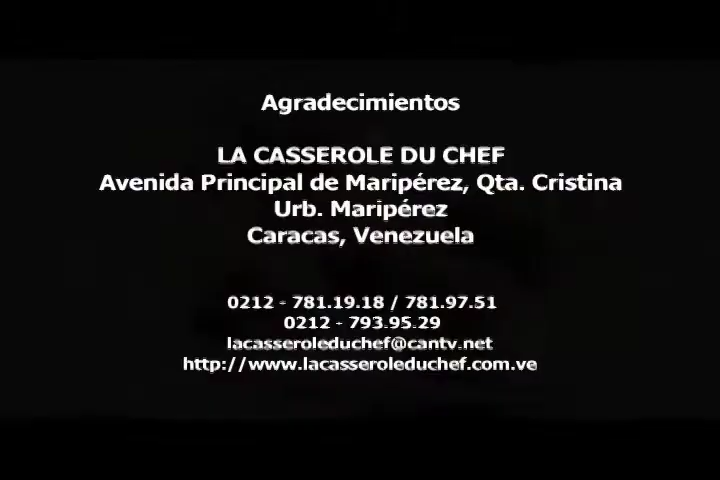 Agradecimientos
LA CASSEROLE DU CHEF
Avenida Principal de Maripérez, Qta. Cristina
Urb. Maripérez
Caracas, Venezuela
0212 - 781.19.18 / 781.97.51
0212 - 793.95.29
lacasseroleduchef@cantv.net
http://www.lacasseroleduchef.com.ve